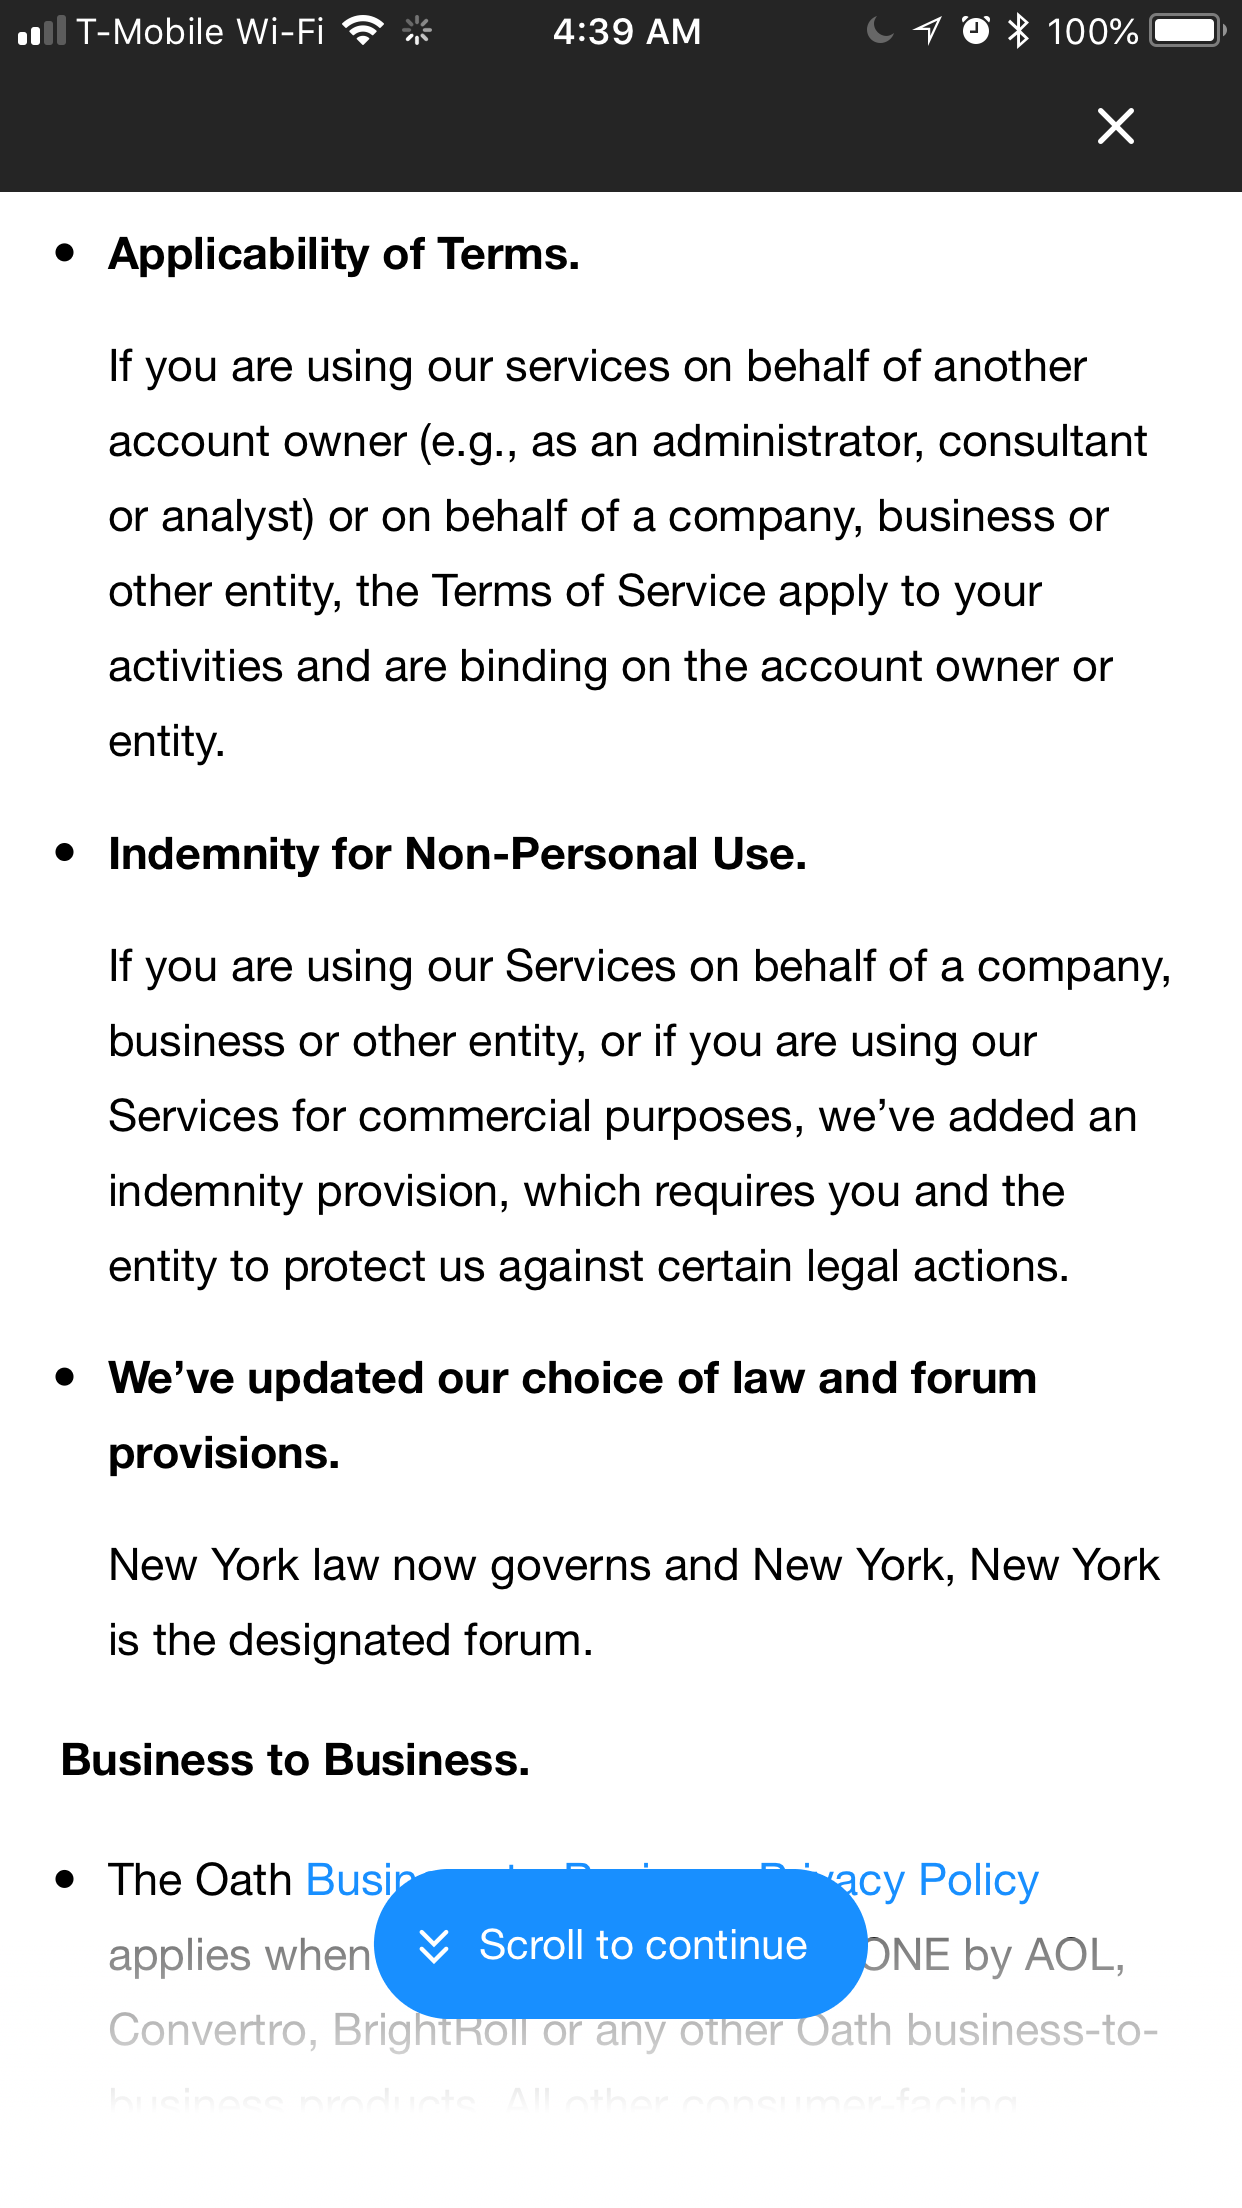 T-Mobile Wi-Fi 4:39 AM 100%
• Applicability of Terms.
If you are using our services on behalf of another
account owner (e.g., as an administrator, consultant
or analyst) or on behalf of a company, business or
other entity, the Terms of Service apply to your
activities and are binding on the account owner or
entity.
• Indemnity for Non-Personal Use.
If you are using our Services on behalf of a company,
business or other entity, or if you are using our
Services for commercial purposes, we’ve added an
indemnity provision, which requires you and the
entity to protect us against certain legal actions.
• We’ve updated our choice of law and forum
provisions.
New York law now governs and New York, New York
is the designated forum.
Business to Business.
• The Oath Policy
applies when ONE by AOL,
Scroll to continue
Convertro, BrightRoll or any other Oath business-to-
business products. All other consumer-facing